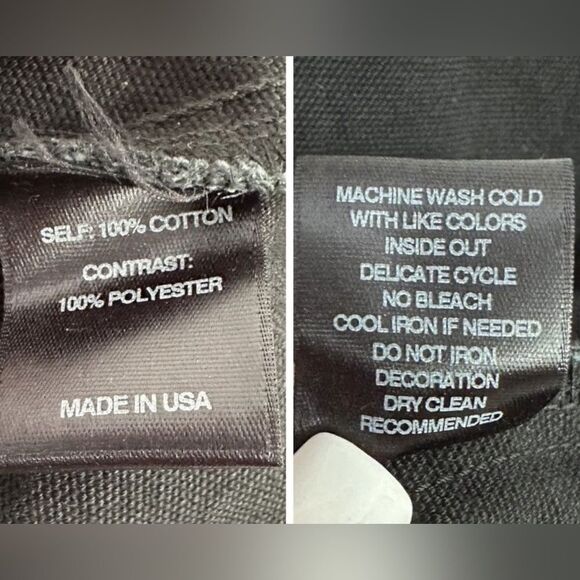 SELF: 100% COTTON
CONTRAST:
100% POLYESTER
MADE IN USA
MACHINE WASH COLD
WITH LIKE COLORS
INSIDE OUT
DELICATE CYCLE
NO BLEACH
COOL IRON IF NEEDED
DO NOT IRON
DECORATION
DRY CLEAN
RECOMMENDED